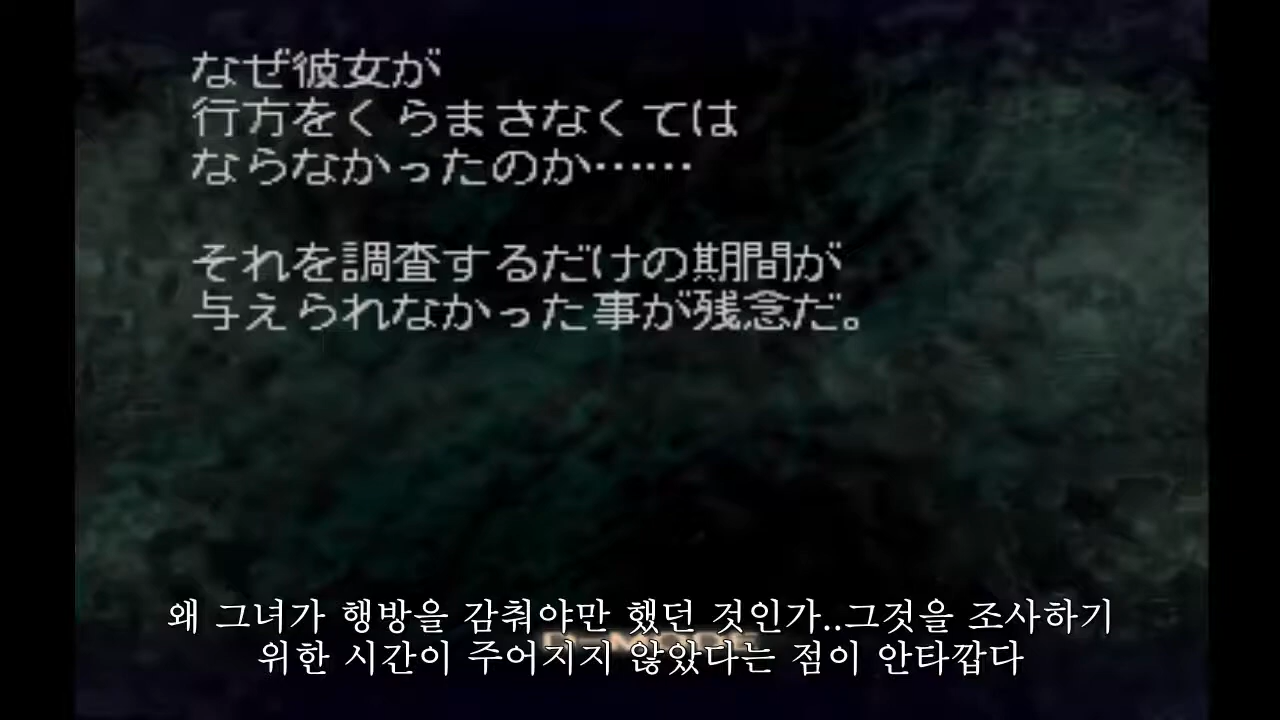 なぜ彼女が
行方をくらまさなくては
ならなかったのか……
それを調査するだけの期間が
与えられなかった事が残念だ。
왜 그녀가 행방을 감춰야만 했던 것인가..그것을 조사하기
위한 시간이 주어지지 않았다는 점이 안타깝다